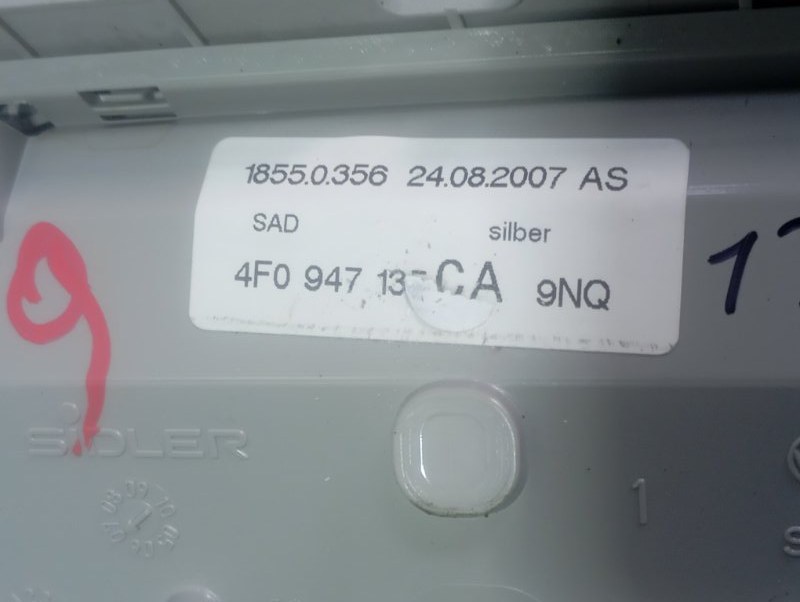 1855.0.356 24.08.2007 AS
SAD silber
4F0 947 CA 9NQ
9
SiDLER
1